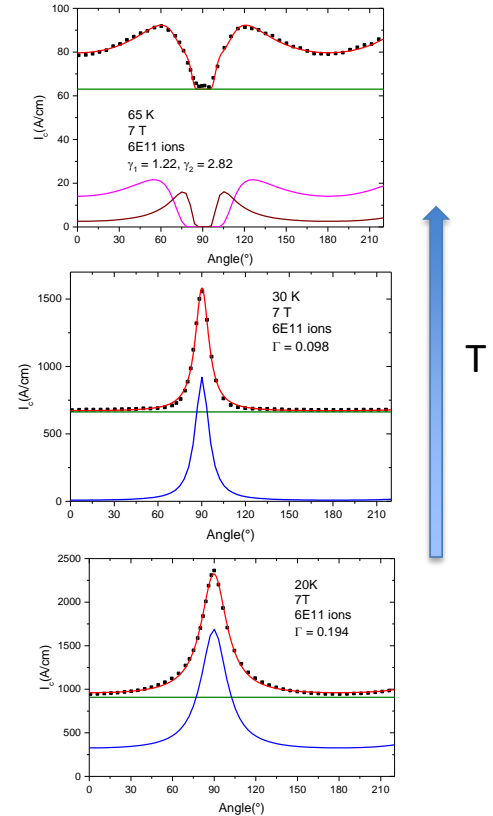 100
80
60
40
20
0
I_c(A/cm)
65 K
7 T
6E11 ions
γ₁ = 1.22, γ₂ = 2.82
0 30 60 90 120 150 180 210
Angle(°)
1500
1000
500
0
I_c(A/cm)
30 K
7 T
6E11 ions
Γ = 0.098
0 30 60 90 120 150 180 210
Angle(°)
T
2500
2000
1500
1000
500
0
I_c(A/cm)
20K
7T
6E11 ions
Γ = 0.194
0 30 60 90 120 150 180 210
Angle(°)